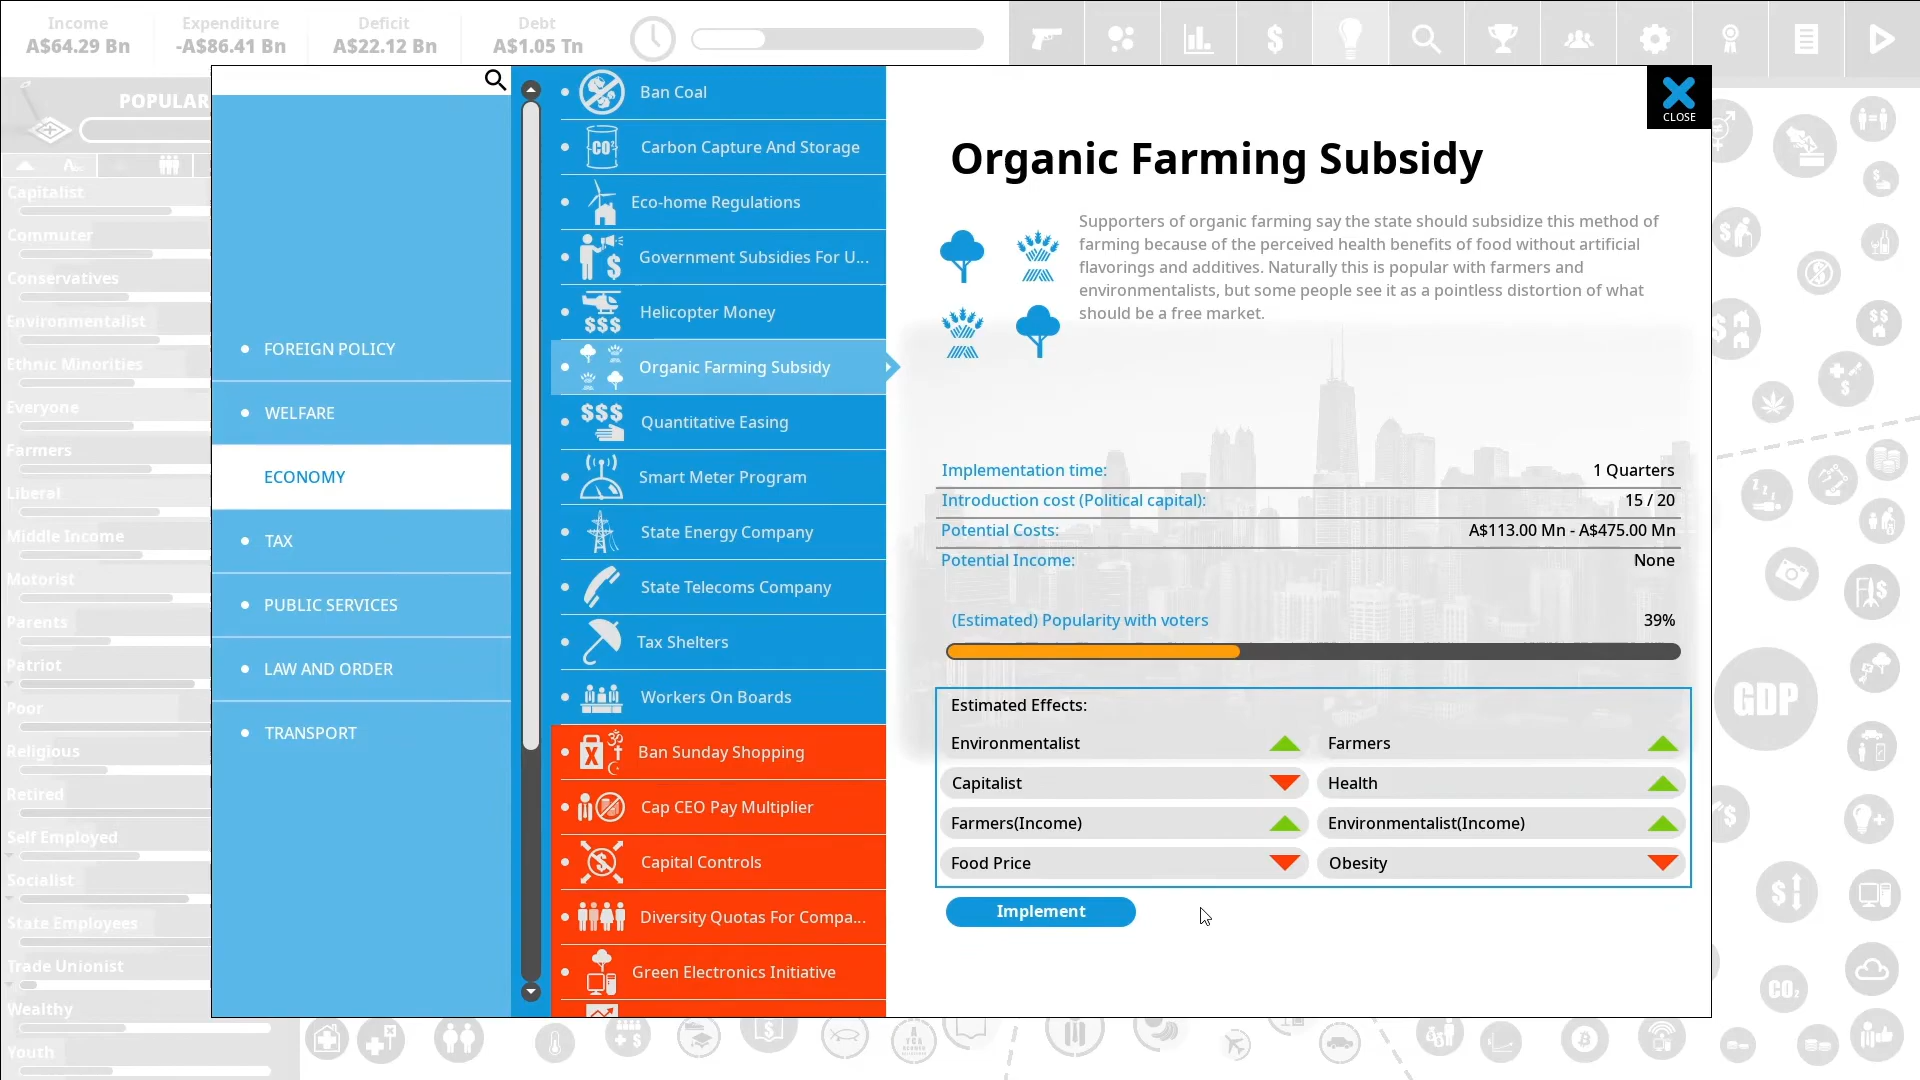 Income
A$64.29 Bn
Expenditure
-A$86.41 Bn
Deficit
A$22.12 Bn
Debt
A$1.05 Tn
POPULAR
Capitalist
Commuter
Conservatives
Environmentalist
Ethnic Minorities
Everyone
Farmers
Liberal
Middle Income
Motorist
Parents
Patriot
Poor
Religious
Retired
Self Employed
Socialist
State Employees
Trade Unionist
Wealthy
Youth
FOREIGN POLICY
WELFARE
ECONOMY
TAX
PUBLIC SERVICES
LAW AND ORDER
TRANSPORT
Ban Coal
Carbon Capture And Storage
Eco-home Regulations
Government Subsidies For U...
Helicopter Money
Organic Farming Subsidy
Quantitative Easing
Smart Meter Program
State Energy Company
State Telecoms Company
Tax Shelters
Workers On Boards
Ban Sunday Shopping
Cap CEO Pay Multiplier
Capital Controls
Diversity Quotas For Compa...
Green Electronics Initiative
CLOSE
Organic Farming Subsidy
Supporters of organic farming say the state should subsidize this method of
farming because of the perceived health benefits of food without artificial
flavorings and additives. Naturally this is popular with farmers and
environmentalists, but some people see it as a pointless distortion of what
should be a free market.
Implementation time: 1 Quarters
Introduction cost (Political capital): 15 / 20
Potential Costs: A$113.00 Mn - A$475.00 Mn
Potential Income: None
(Estimated) Popularity with voters 39%
Estimated Effects:
Environmentalist Farmers
Capitalist Health
Farmers(Income) Environmentalist(Income)
Food Price Obesity
Implement
GDP
CO₂